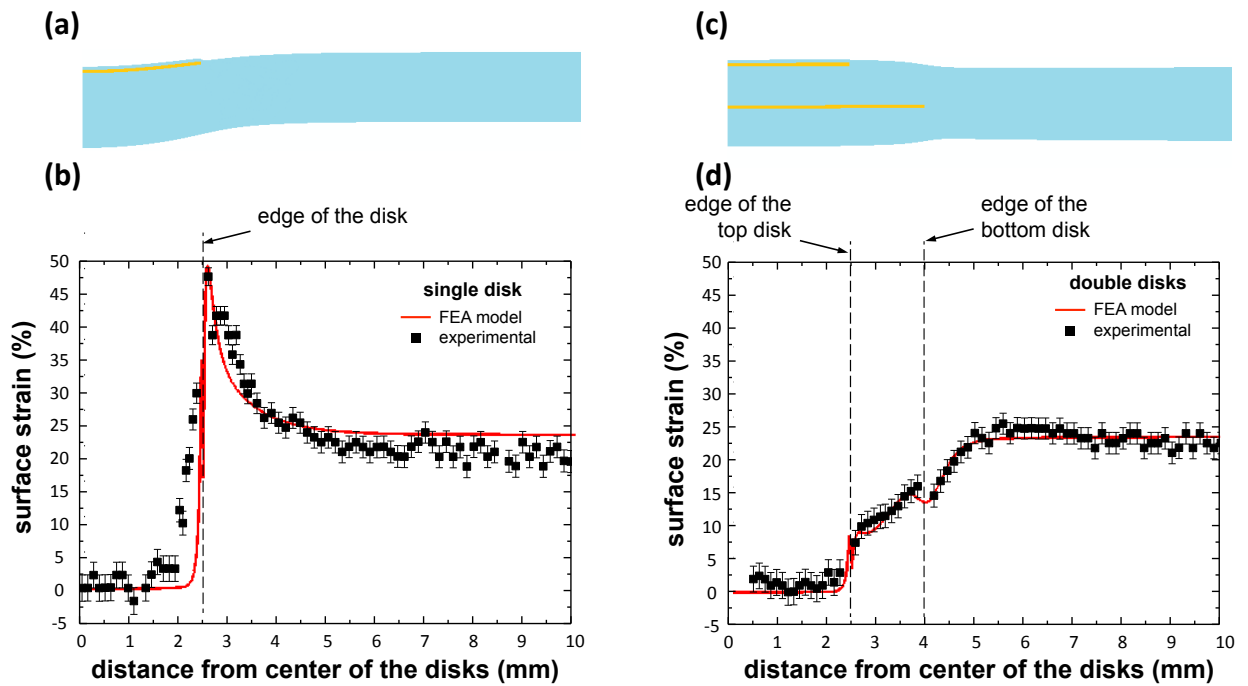 (a)
(b)
edge of the disk
50
45
40
35
30
25
20
15
10
5
0
-5
surface strain (%)
single disk
FEA model
experimental
0 1 2 3 4 5 6 7 8 9 10
distance from center of the disks (mm)
(c)
(d)
edge of the
top disk
edge of the
bottom disk
50
45
40
35
30
25
20
15
10
5
0
-5
surface strain (%)
double disks
FEA model
experimental
0 1 2 3 4 5 6 7 8 9 10
distance from center of the disks (mm)